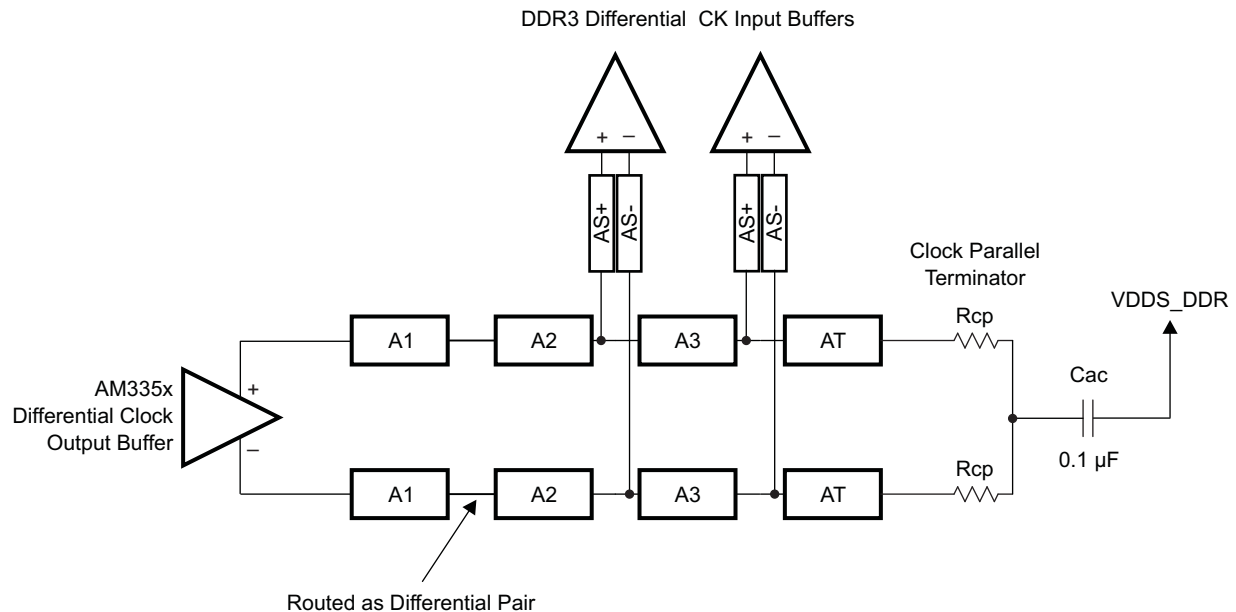 DDR3 Differential CK Input Buffers
+ − + −
AS+ AS- AS+ AS-
Clock Parallel
Terminator
VDDS_DDR
Rcp
A1 A2 A3 AT
Cac
AM335x
Differential Clock
Output Buffer
+
−
0.1 µF
Rcp
A1 A2 A3 AT
Routed as Differential Pair